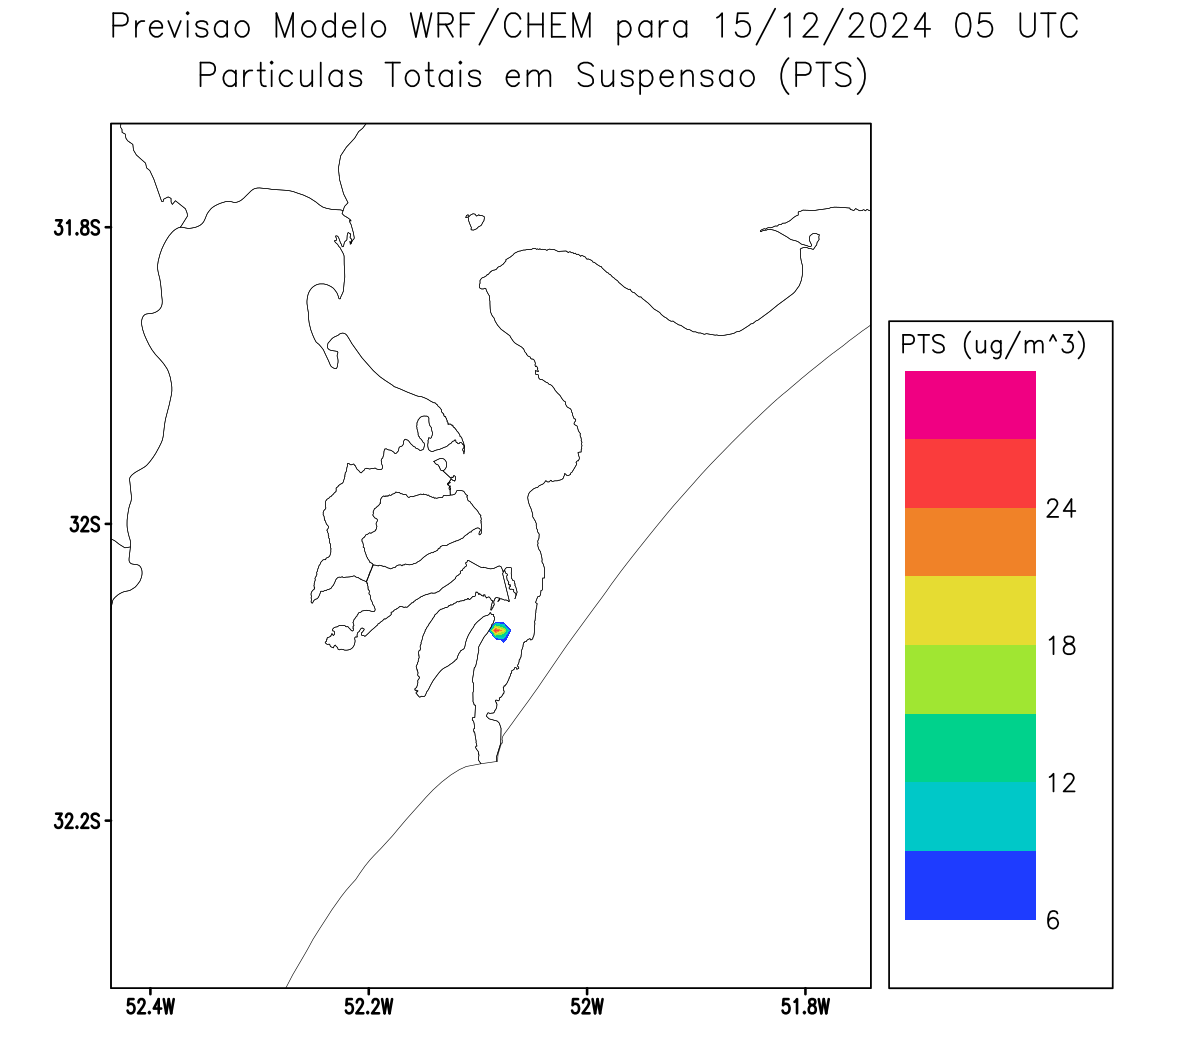 Previsao Modelo WRF/CHEM para 15/12/2024 05 UTC
Particulas Totais em Suspensao (PTS)
31.8S
32S
32.2S
52.4W
52.2W
52W
51.8W
PTS (ug/m^3)
24
18
12
6